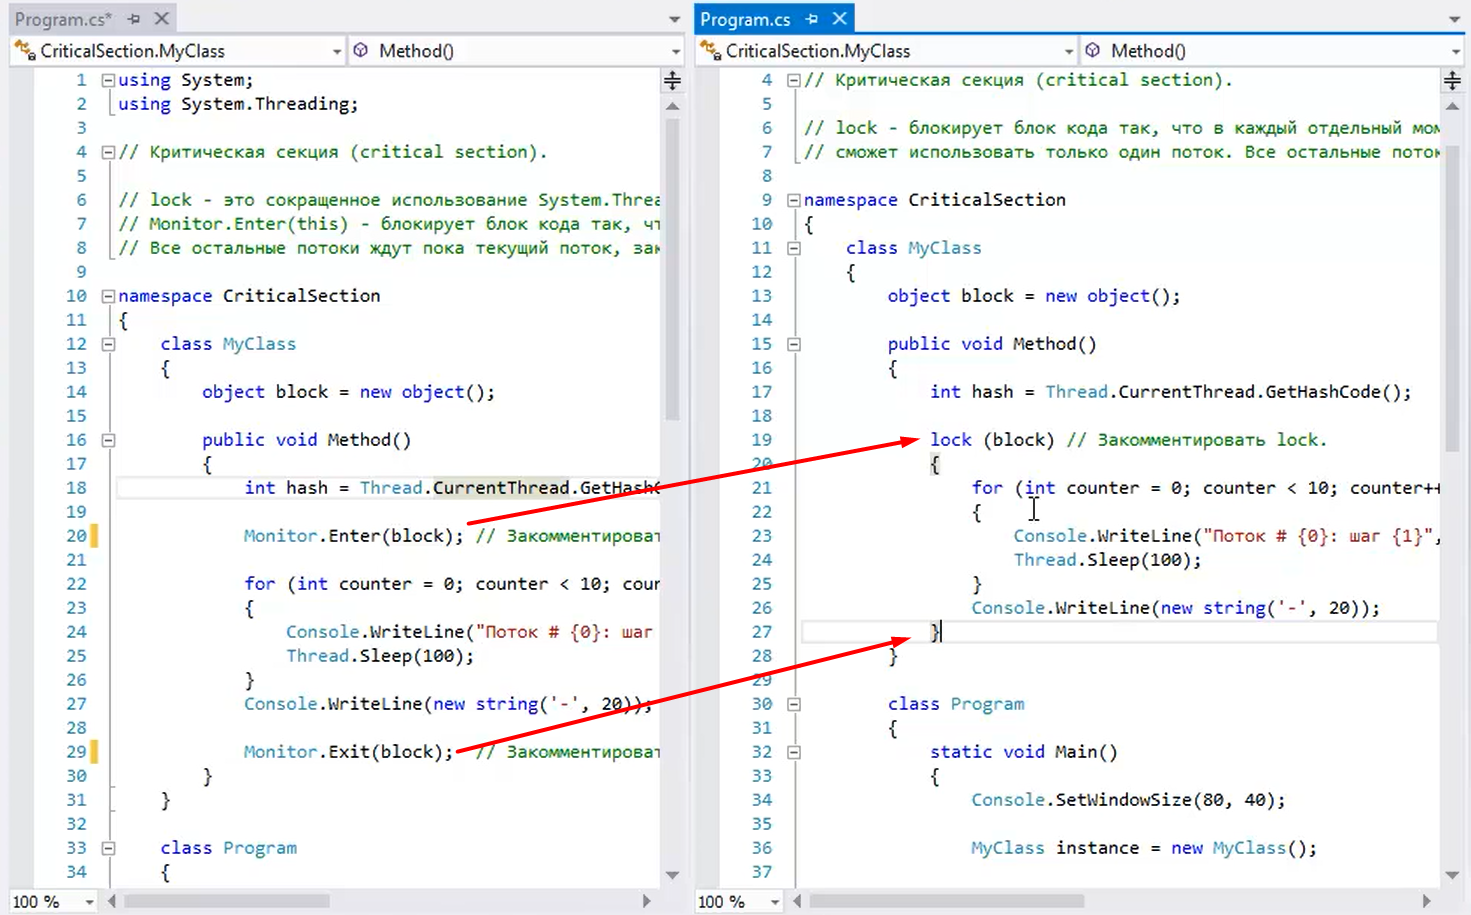 Program.cs*
CriticalSection.MyClass
Method()
1 using System;
2 using System.Threading;
3
4 // Критическая секция (critical section).
5
6 // lock - это сокращенное использование System.Threa
7 // Monitor.Enter(this) - блокирует блок кода так, чт
8 // Все остальные потоки ждут пока текущий поток, зак
9
10 namespace CriticalSection
11 {
12 class MyClass
13 {
14 object block = new object();
15
16 public void Method()
17 {
18 int hash = Thread.CurrentThread.GetHashC
19
20 Monitor.Enter(block); // Закомментироват
21
22 for (int counter = 0; counter < 10; cour
23 {
24 Console.WriteLine("Поток # {0}: шаг
25 Thread.Sleep(100);
26 }
27 Console.WriteLine(new string('-', 20));
28
29 Monitor.Exit(block); // Закомментироват
30 }
31 }
32
33 class Program
34 {
100 %
Program.cs
CriticalSection.MyClass
Method()
4 // Критическая секция (critical section).
5
6 // lock - блокирует блок кода так, что в каждый отдельный мом
7 // сможет использовать только один поток. Все остальные поток
8
9 namespace CriticalSection
10 {
11 class MyClass
12 {
13 object block = new object();
14
15 public void Method()
16 {
17 int hash = Thread.CurrentThread.GetHashCode();
18
19 lock (block) // Закомментировать lock.
20 {
21 for (int counter = 0; counter < 10; counter++
22 {
23 Console.WriteLine("Поток # {0}: шаг {1}",
24 Thread.Sleep(100);
25 }
26 Console.WriteLine(new string('-', 20));
27 }
28 }
29
30 class Program
31 {
32 static void Main()
33 {
34 Console.SetWindowSize(80, 40);
35
36 MyClass instance = new MyClass();
37
100 %